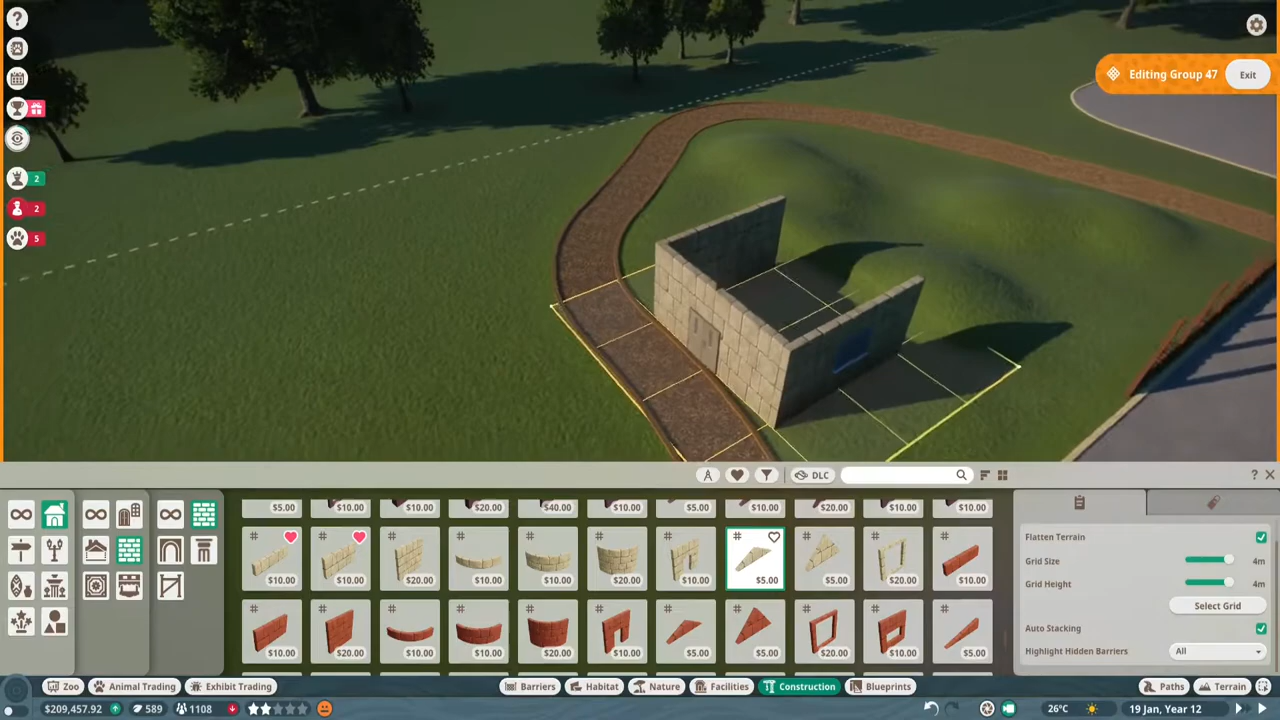 ?
Editing Group 47
Exit
2
2
5
DLC
?
$5.00 $10.00 $10.00 $20.00 $40.00 $10.00 $5.00 $10.00 $20.00 $10.00 $10.00
Flatten Terrain
$10.00 $10.00 $20.00 $10.00 $10.00 $20.00 $10.00 $5.00 $5.00 $20.00 $10.00
Grid Size 4m
Grid Height 4m
Select Grid
Auto Stacking
$10.00 $20.00 $10.00 $10.00 $20.00 $10.00 $5.00 $5.00 $20.00 $10.00 $5.00
Highlight Hidden Barriers All
Zoo Animal Trading Exhibit Trading Barriers Habitat Nature Facilities Construction Blueprints Paths Terrain
$209,457.92 589 1108 26°C 19 Jan, Year 12